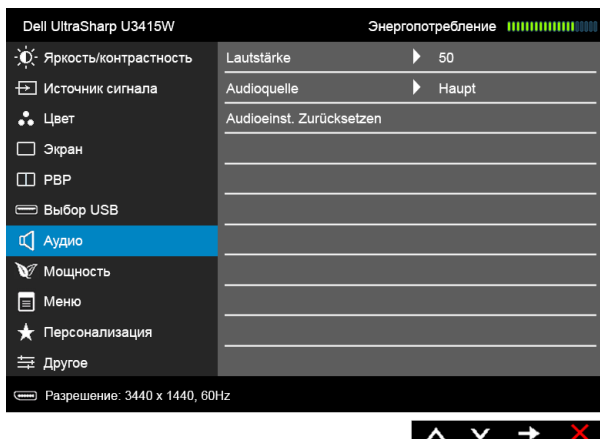 Dell UltraSharp U3415W
Энергопотребление
Яркость/контрастность
Lautstärke
50
Источник сигнала
Audioquelle
Haupt
Цвет
Audioeinst. Zurücksetzen
Экран
PBP
Выбор USB
Аудио
Мощность
Меню
Персонализация
Другое
Разрешение: 3440 x 1440, 60Hz